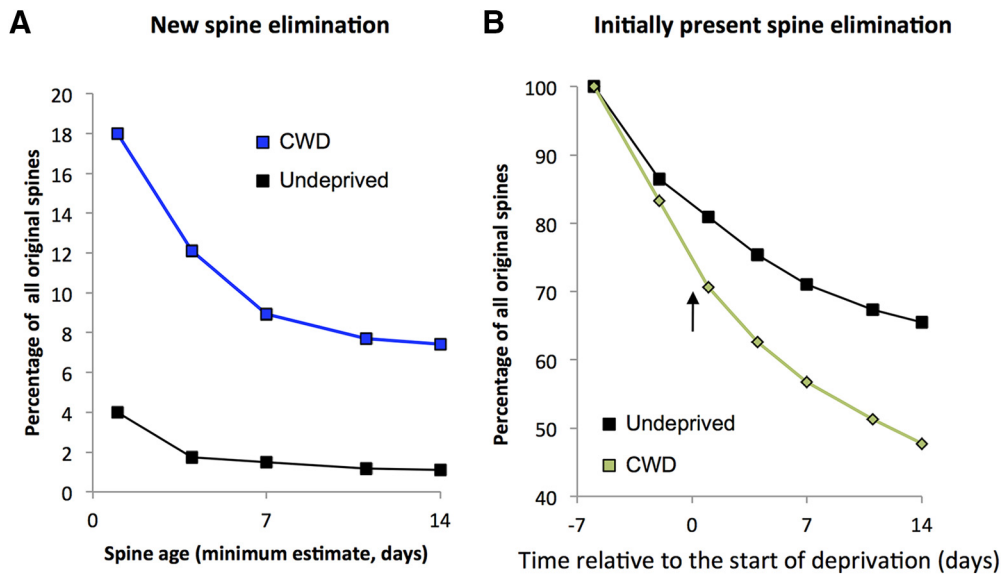 A
New spine elimination
Percentage of all original spines
20
18
16
14
12
10
8
6
4
2
0
CWD
Undeprived
0
7
14
Spine age (minimum estimate, days)
B
Initially present spine elimination
Percentage of all original spines
100
90
80
70
60
50
40
Undeprived
CWD
-7
0
7
14
Time relative to the start of deprivation (days)